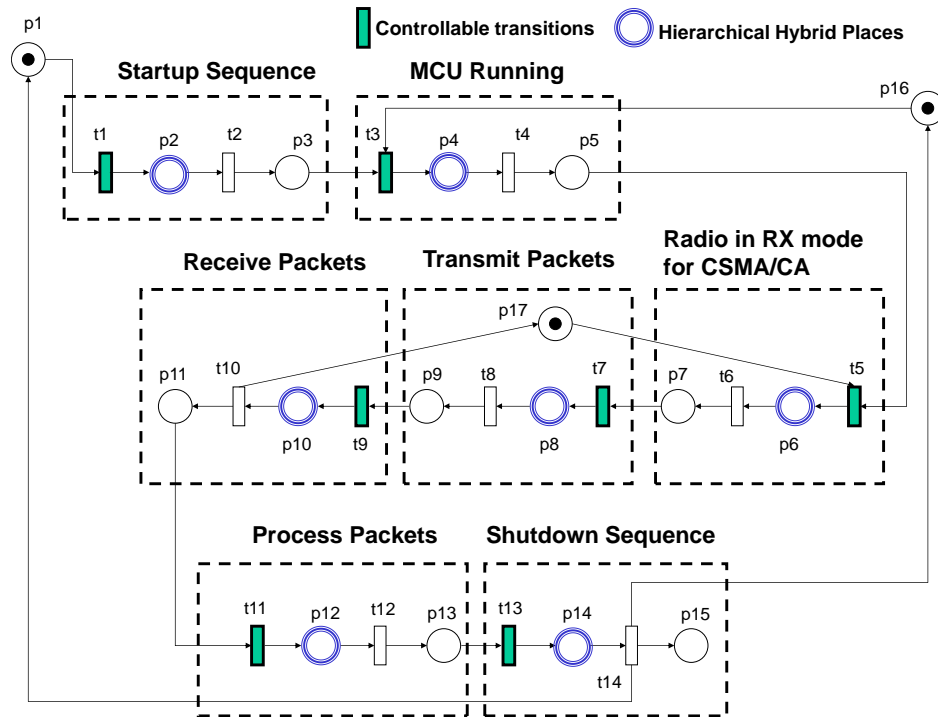 p1
Controllable transitions
Hierarchical Hybrid Places
Startup Sequence
MCU Running
p16
t1
p2
t2
p3
t3
p4
t4
p5
Receive Packets
Transmit Packets
Radio in RX mode
for CSMA/CA
p17
p11
t10
p10
t9
p9
t8
p8
t7
p7
t6
p6
t5
Process Packets
Shutdown Sequence
t11
p12
t12
p13
t13
p14
t14
p15